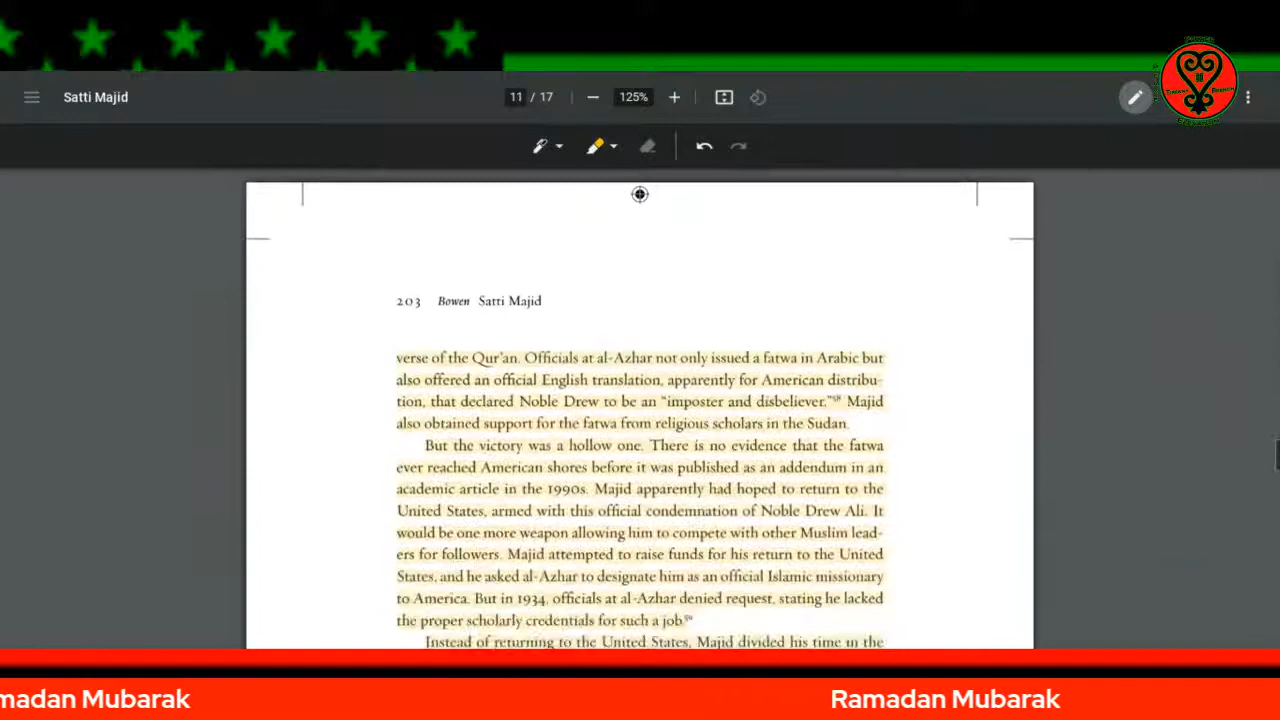 Satti Majid
11 / 17
125%
203 Bowen Satti Majid
verse of the Qur'an. Officials at al-Azhar not only issued a fatwa in Arabic but
also offered an official English translation, apparently for American distribu-
tion, that declared Noble Drew to be an “imposter and disbeliever.”⁵⁸ Majid
also obtained support for the fatwa from religious scholars in the Sudan.
But the victory was a hollow one. There is no evidence that the fatwa
ever reached American shores before it was published as an addendum in an
academic article in the 1990s. Majid apparently had hoped to return to the
United States, armed with this official condemnation of Noble Drew Ali. It
would be one more weapon allowing him to compete with other Muslim lead-
ers for followers. Majid attempted to raise funds for his return to the United
States, and he asked al-Azhar to designate him as an official Islamic missionary
to America. But in 1934, officials at al-Azhar denied request, stating he lacked
the proper scholarly credentials for such a job.⁵⁹
Instead of returning to the United States, Majid divided his time in the
madan Mubarak
Ramadan Mubarak